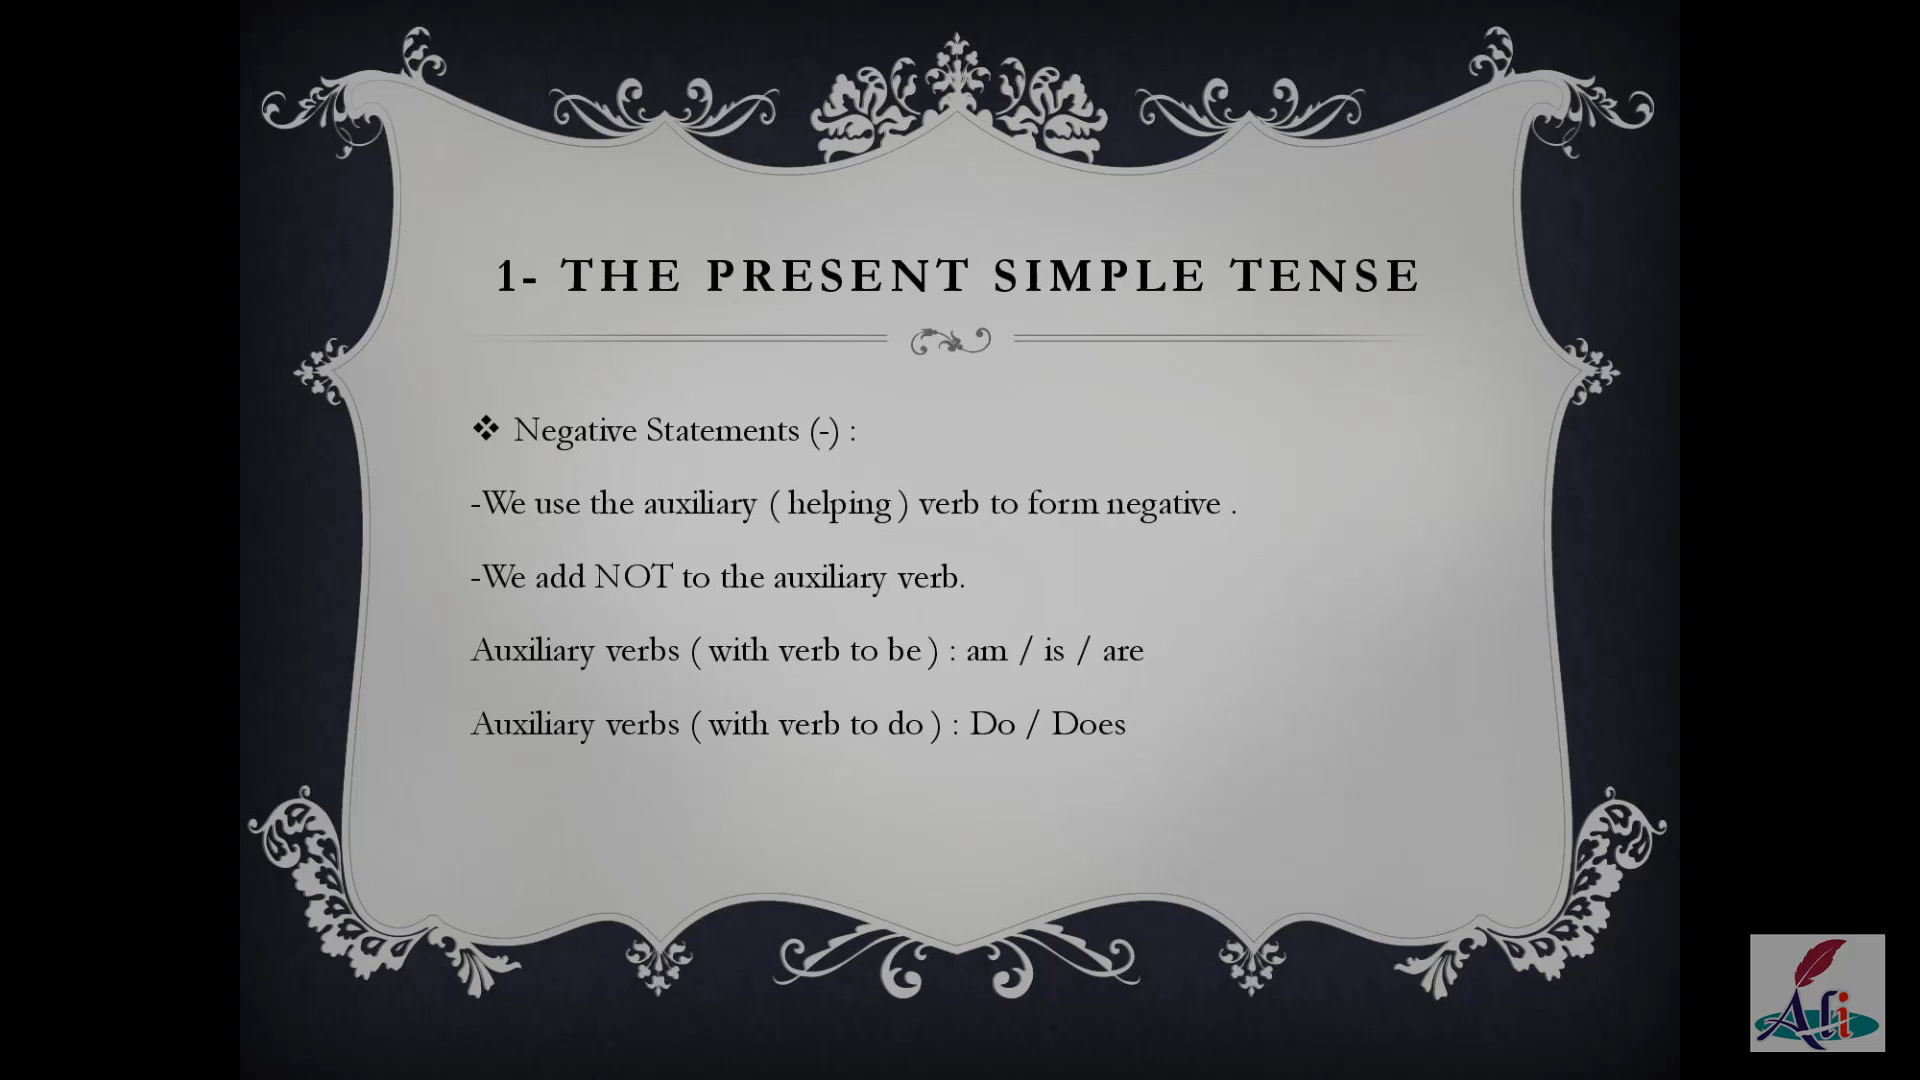 1- THE PRESENT SIMPLE TENSE
❖ Negative Statements (-) :
-We use the auxiliary ( helping ) verb to form negative .
-We add NOT to the auxiliary verb.
Auxiliary verbs ( with verb to be ) : am / is / are
Auxiliary verbs ( with verb to do ) : Do / Does
Ali